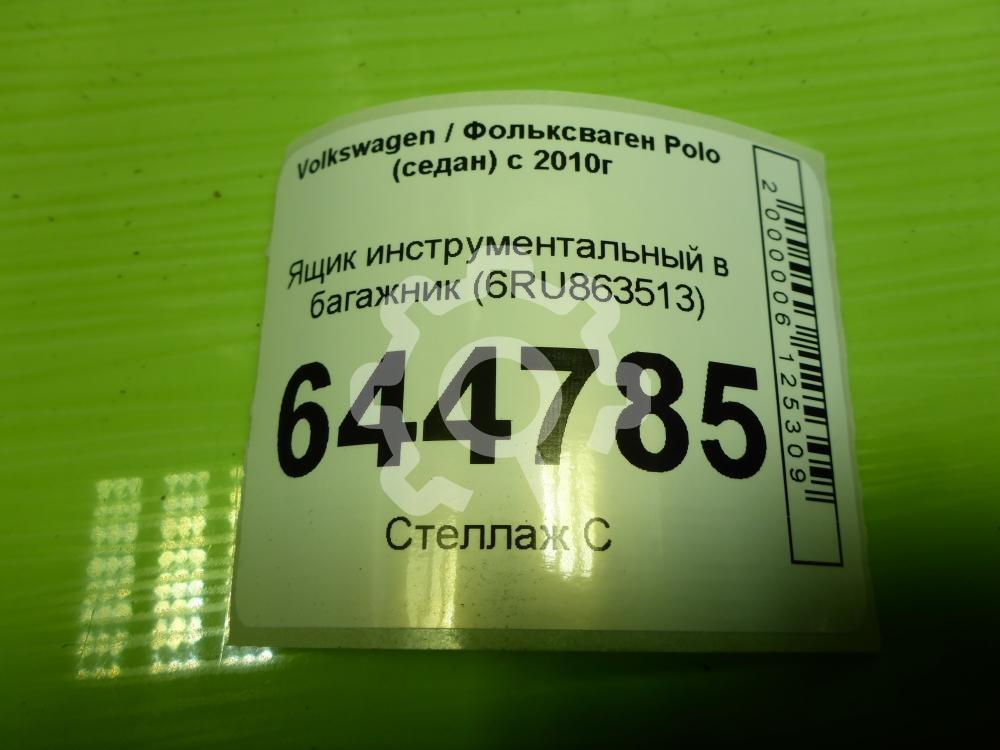 Volkswagen / Фольксваген Polo
(седан) с 2010г
Ящик инструментальный в
багажник (6RU863513)
644785
Стеллаж С
2000006125309